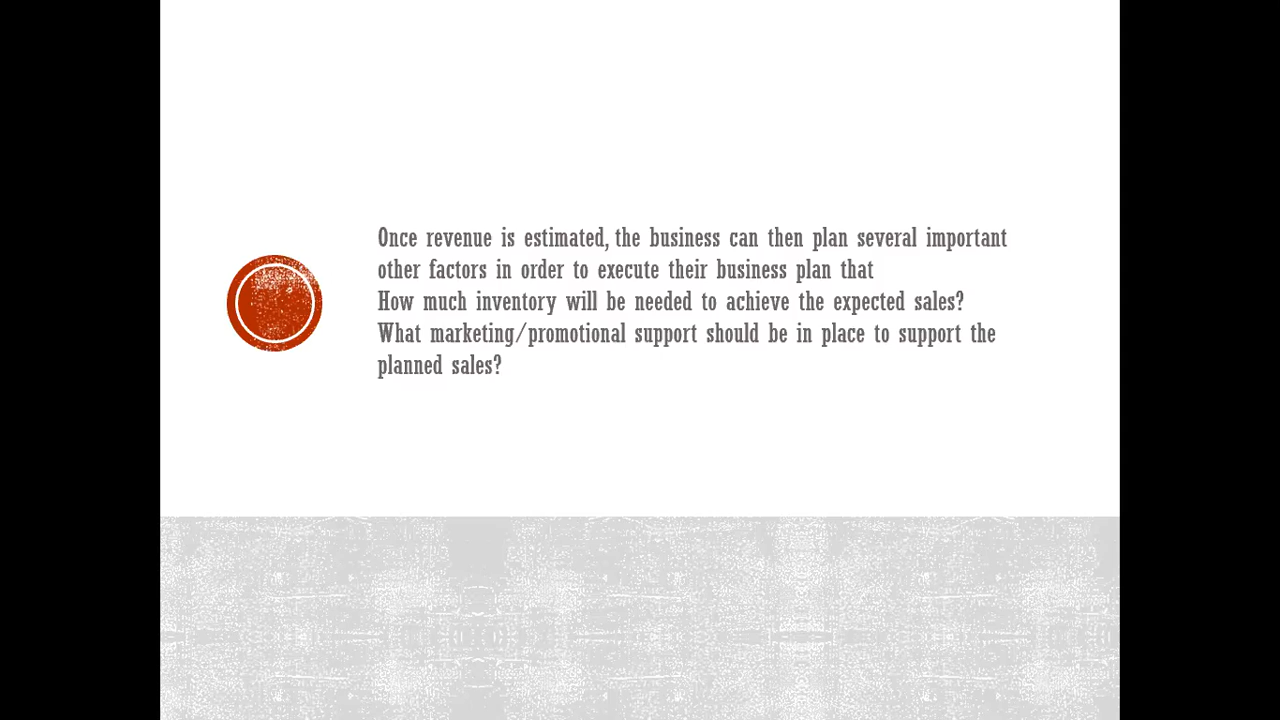 Once revenue is estimated, the business can then plan several important
other factors in order to execute their business plan that
How much inventory will be needed to achieve the expected sales?
What marketing/promotional support should be in place to support the
planned sales?